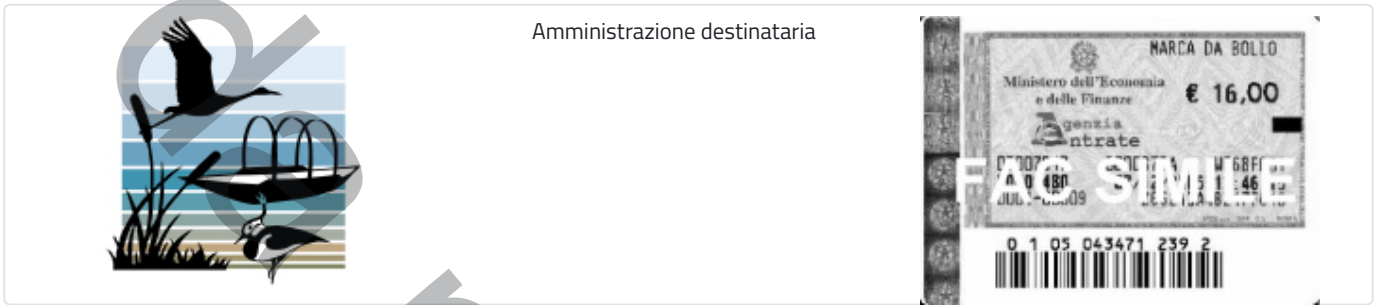 Amministrazione destinataria
MARCA DA BOLLO
Ministero dell'Economia
e delle Finanze
€ 16,00
Agenzia
Entrate
FAC SIMILE
0 1 05 043471 239 2